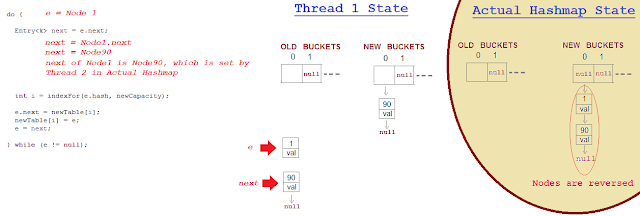 do {
e = Node 1
Entry<k> next = e.next;
next = Node1.next
next = Node90
next of Node1 is Node90, which is set by
Thread 2 in Actual Hashmap
int i = indexFor(e.hash, newCapacity);
e.next = newTable[i];
newTable[i] = e;
e = next;
} while (e != null);
Thread 1 State
OLD BUCKETS
0 1
null
NEW BUCKETS
0 1
null
90
val
null
e
1
val
next
90
val
null
Actual Hashmap State
OLD BUCKETS
0 1
null
NEW BUCKETS
0 1
null null
1
val
90
val
null
Nodes are reversed